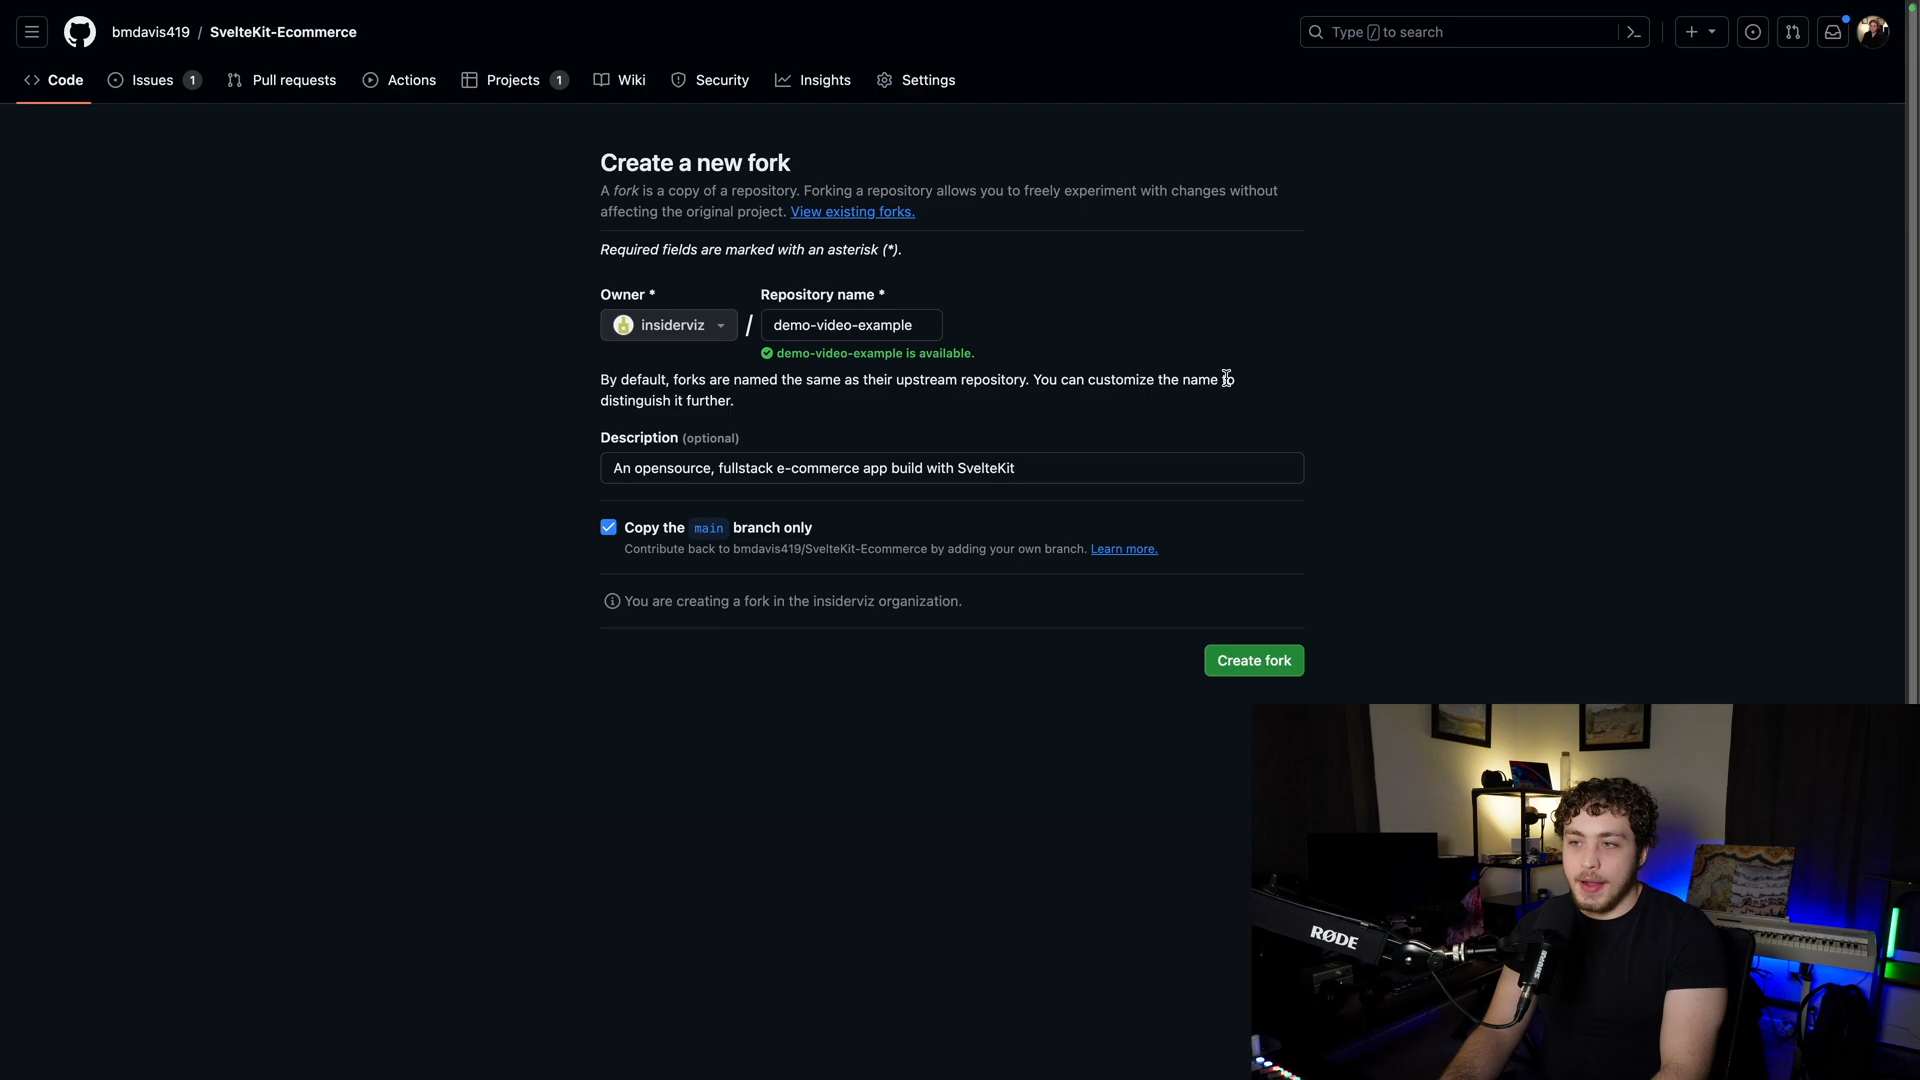 bmdavis419 / SvelteKit-Ecommerce
Type / to search
Code
Issues 1
Pull requests
Actions
Projects 1
Wiki
Security
Insights
Settings
Create a new fork
A fork is a copy of a repository. Forking a repository allows you to freely experiment with changes without
affecting the original project. View existing forks.
Required fields are marked with an asterisk (*).
Owner *
Repository name *
insiderviz / demo-video-example
demo-video-example is available.
By default, forks are named the same as their upstream repository. You can customize the name to
distinguish it further.
Description (optional)
An opensource, fullstack e-commerce app build with SvelteKit
Copy the main branch only
Contribute back to bmdavis419/SvelteKit-Ecommerce by adding your own branch. Learn more.
You are creating a fork in the insiderviz organization.
Create fork
RØDE
SHURE